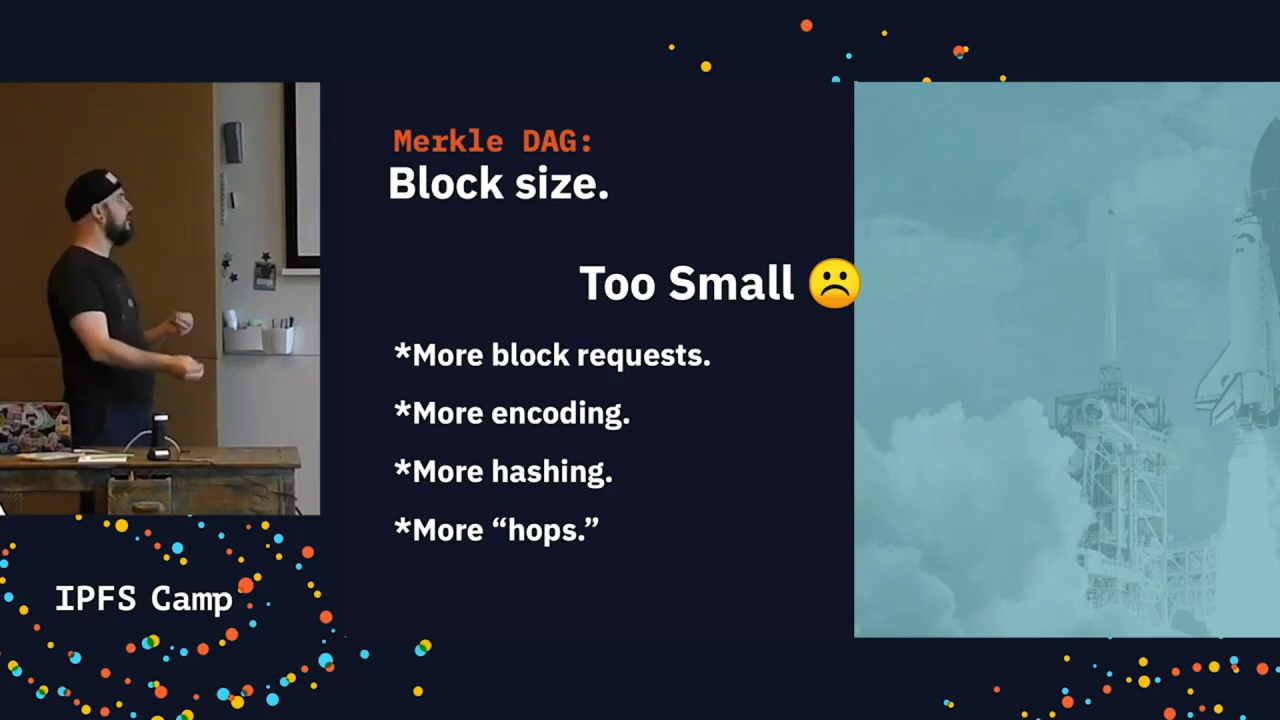 Merkle DAG:
Block size.
Too Small ☹️
*More block requests.
*More encoding.
*More hashing.
*More “hops.”
IPFS Camp